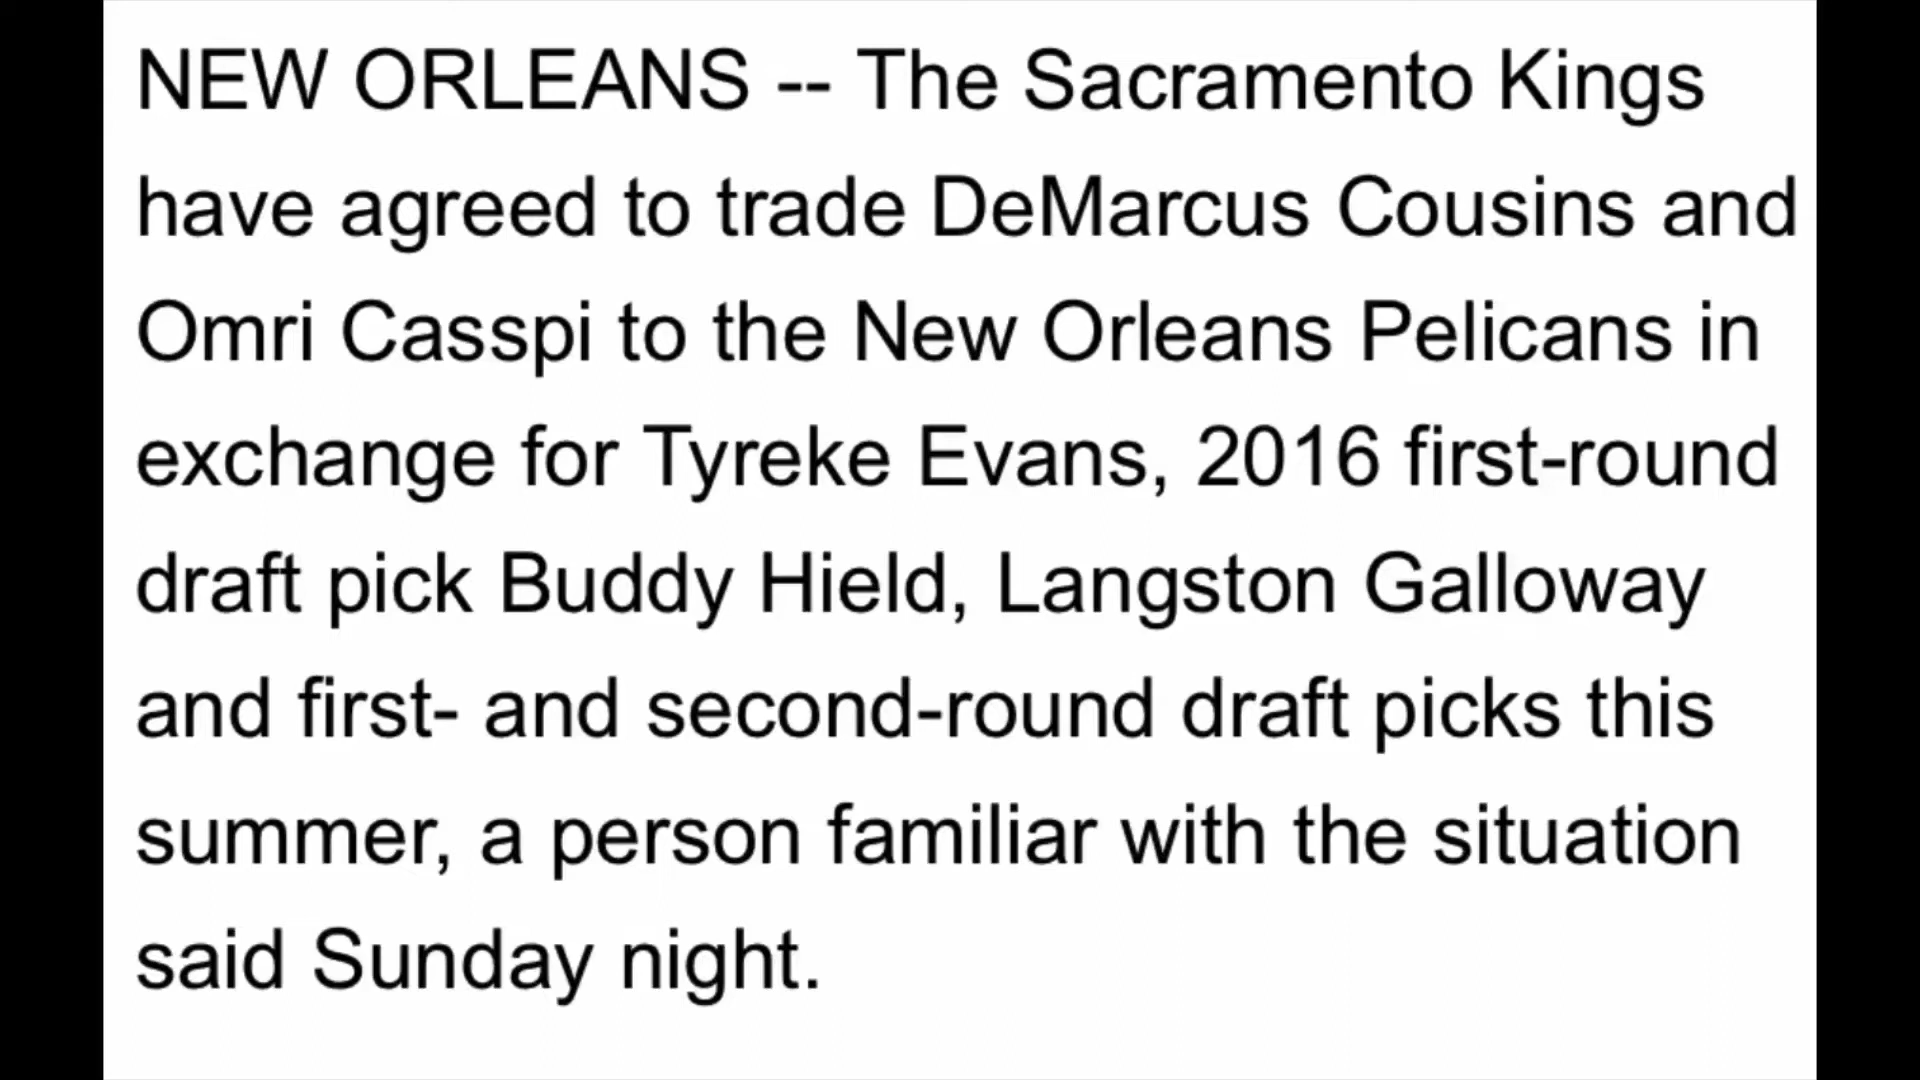 NEW ORLEANS -- The Sacramento Kings
have agreed to trade DeMarcus Cousins and
Omri Casspi to the New Orleans Pelicans in
exchange for Tyreke Evans, 2016 first-round
draft pick Buddy Hield, Langston Galloway
and first- and second-round draft picks this
summer, a person familiar with the situation
said Sunday night.